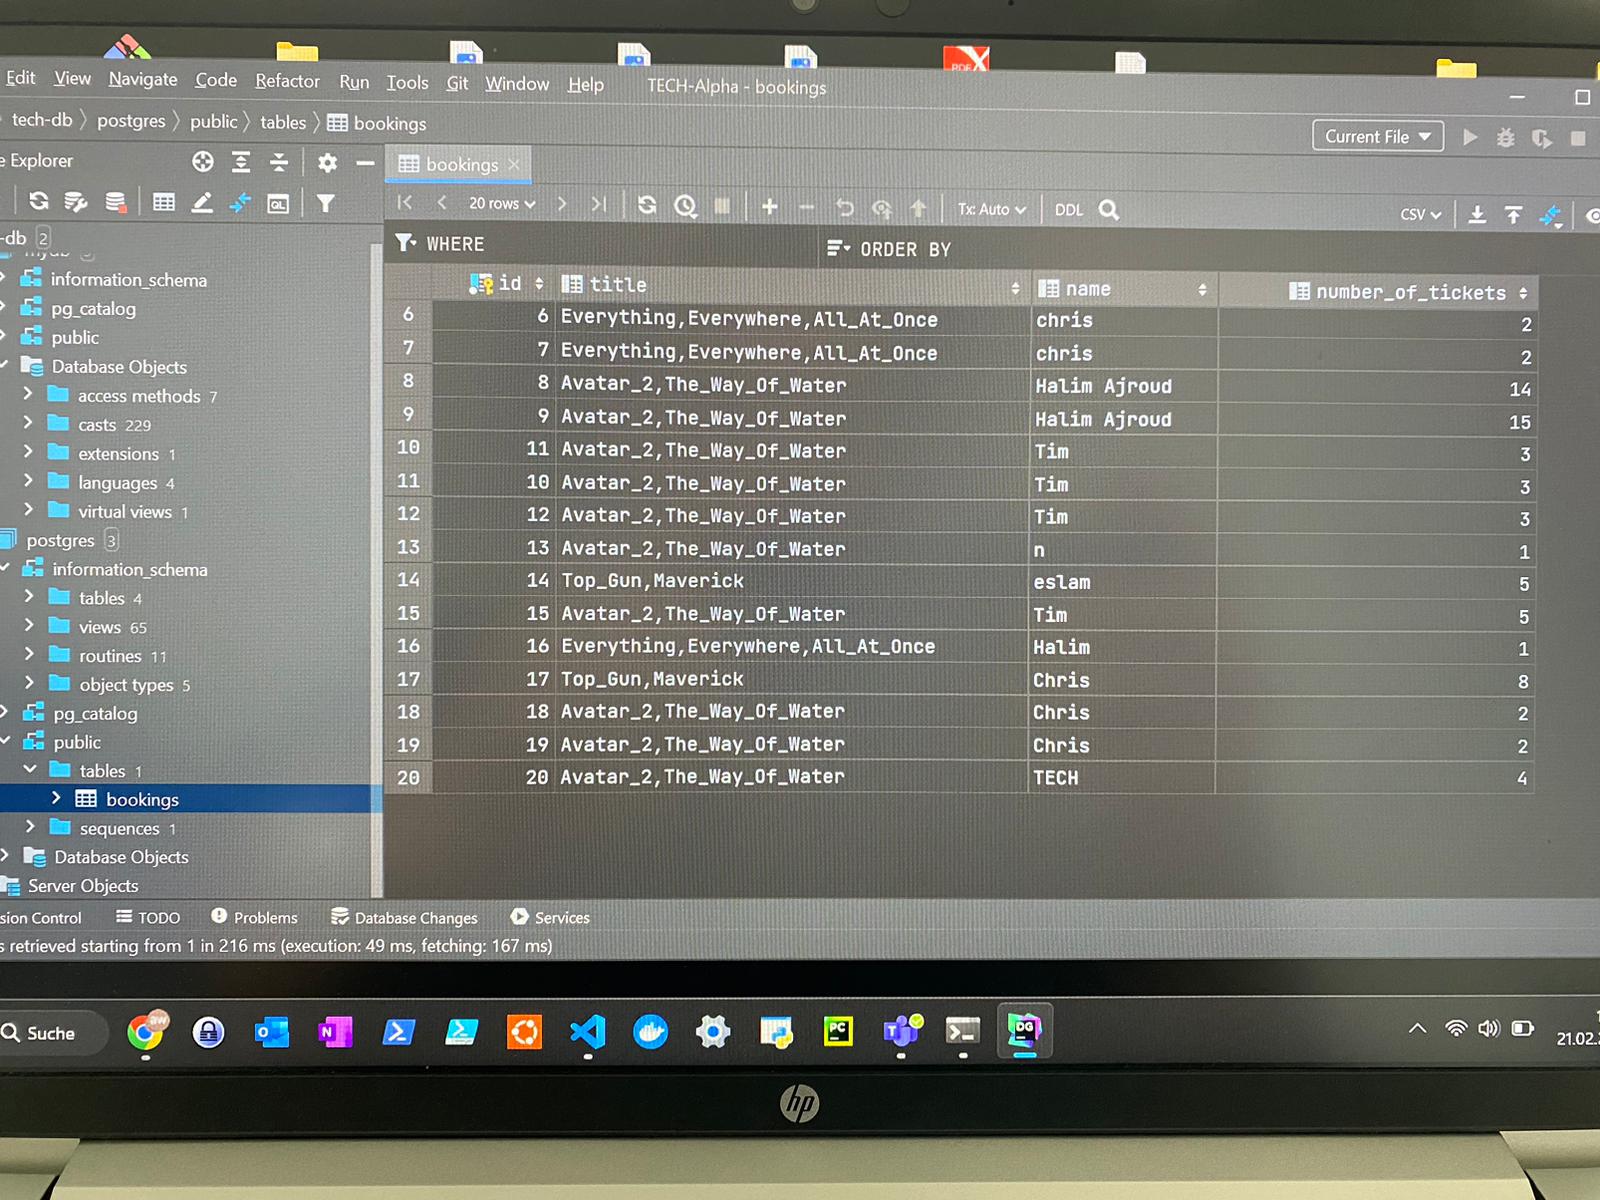 Edit View Navigate Code Refactor Run Tools Git Window Help TECH-Alpha - bookings
tech-db postgres public tables bookings
Current File
e Explorer
bookings
20 rows Tx: Auto DDL CSV
QL
-db 2
WHERE ORDER BY
information_schema
pg_catalog
public
Database Objects
access methods 7
casts 229
extensions 1
languages 4
virtual views 1
postgres 3
information_schema
tables 4
views 65
routines 11
object types 5
pg_catalog
public
tables 1
bookings
sequences 1
Database Objects
Server Objects
id title name number_of_tickets
6 6 Everything,Everywhere,All_At_Once chris 2
7 7 Everything,Everywhere,All_At_Once chris 2
8 8 Avatar_2,The_Way_Of_Water Halim Ajroud 14
9 9 Avatar_2,The_Way_Of_Water Halim Ajroud 15
10 11 Avatar_2,The_Way_Of_Water Tim 3
11 10 Avatar_2,The_Way_Of_Water Tim 3
12 12 Avatar_2,The_Way_Of_Water Tim 3
13 13 Avatar_2,The_Way_Of_Water n 1
14 14 Top_Gun,Maverick eslam 5
15 15 Avatar_2,The_Way_Of_Water Tim 5
16 16 Everything,Everywhere,All_At_Once Halim 1
17 17 Top_Gun,Maverick Chris 8
18 18 Avatar_2,The_Way_Of_Water Chris 2
19 19 Avatar_2,The_Way_Of_Water Chris 2
20 20 Avatar_2,The_Way_Of_Water TECH 4
sion Control TODO Problems Database Changes Services
s retrieved starting from 1 in 216 ms (execution: 49 ms, fetching: 167 ms)
Suche aw N PC T DG
21.02.
hp